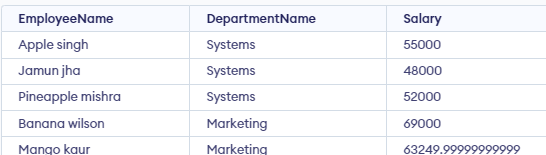 EmployeeName DepartmentName Salary
Apple singh Systems 55000
Jamun jha Systems 48000
Pineapple mishra Systems 52000
Banana wilson Marketing 69000
Mango kaur Marketing 63249.99999999999